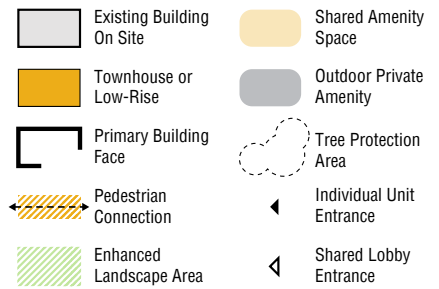 Existing Building
On Site
Townhouse or
Low-Rise
Primary Building
Face
Pedestrian
Connection
Enhanced
Landscape Area
Shared Amenity
Space
Outdoor Private
Amenity
Tree Protection
Area
Individual Unit
Entrance
Shared Lobby
Entrance